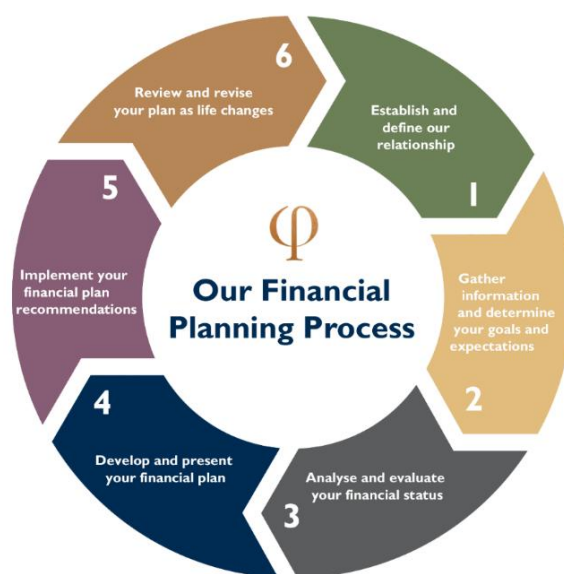 φ
Our Financial
Planning Process
1
Establish and
define our
relationship
2
Gather
information
and determine
your goals and
expectations
3
Analyse and evaluate
your financial status
4
Develop and present
your financial plan
5
Implement your
financial plan
recommendations
6
Review and revise
your plan as life changes